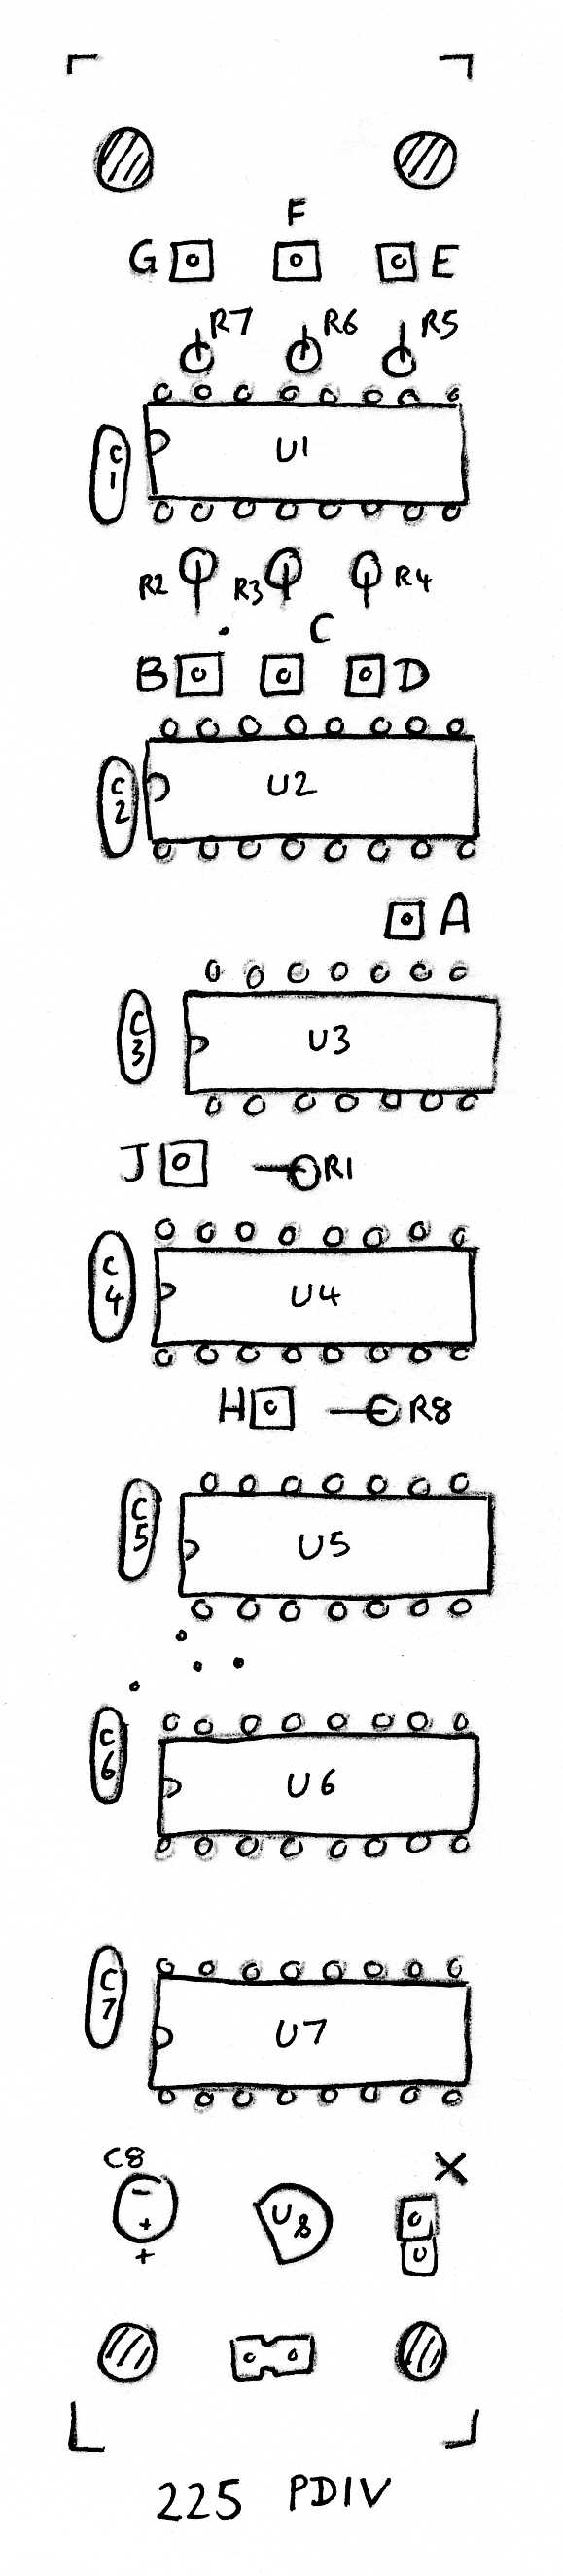 F
G E
R7 R6 R5
C1 U1
R2 R3 R4
C
B D
C2 U2
A
C3 U3
J R1
C4 U4
H R8
C5 U5
C6 U6
C7 U7
C8 X
- U8
+
+
225 PDIV